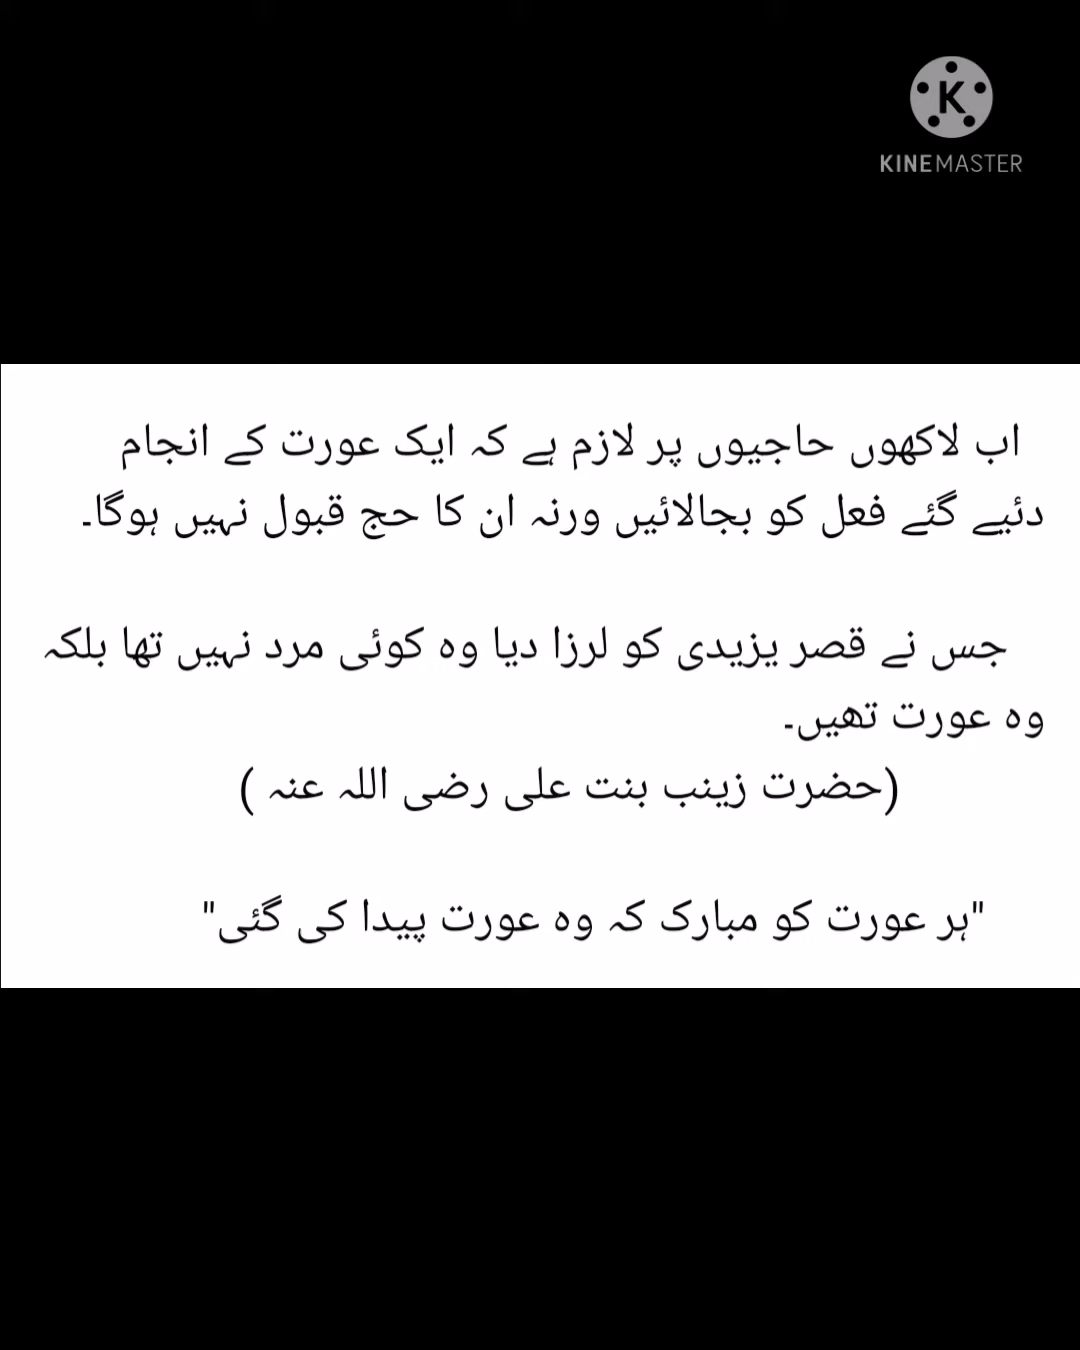 K
KINEMASTER
اب لاکھوں حاجیوں پر لازم ہے کہ ایک عورت کے انجام
دئیے گئے فعل کو بجالائیں ورنہ ان کا حج قبول نہیں ہوگا۔
جس نے قصر یزیدی کو لرزا دیا وہ کوئی مرد نہیں تھا بلکہ
وہ عورت تھیں۔
(حضرت زینب بنت علی رضی اللہ عنہ )
"ہر عورت کو مبارک کہ وہ عورت پیدا کی گئی"